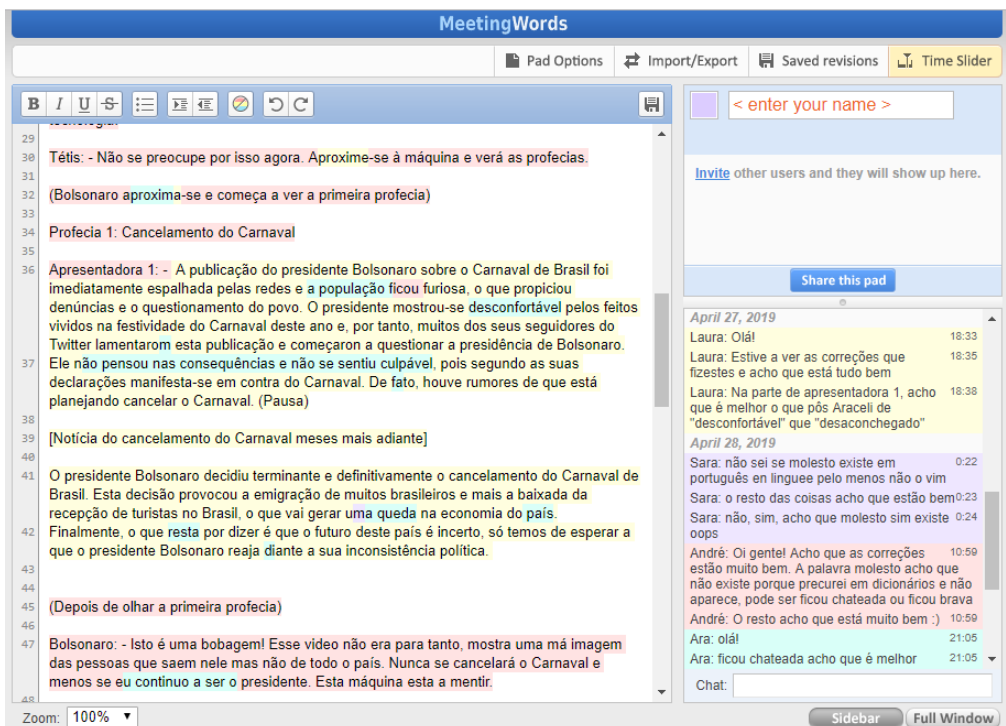 MeetingWords
Pad Options
Import/Export
Saved revisions
Time Slider
B I U S
< enter your name >
Invite other users and they will show up here.
Share this pad
29
30 Tétis: - Não se preocupe por isso agora. Aproxime-se à máquina e verá as profecias.
31
32 (Bolsonaro aproxima-se e começa a ver a primeira profecia)
33
34 Profecia 1: Cancelamento do Carnaval
35
36 Apresentadora 1: - A publicação do presidente Bolsonaro sobre o Carnaval de Brasil foi
imediatamente espalhada pelas redes e a população ficou furiosa, o que propiciou
denúncias e o questionamento do povo. O presidente mostrou-se desconfortável pelos feitos
vividos na festividade do Carnaval deste ano e, por tanto, muitos dos seus seguidores do
Twitter lamentarom esta publicação e começaron a questionar a presidência de Bolsonaro.
37 Ele não pensou nas consequências e não se sentiu culpável, pois segundo as suas
declarações manifesta-se em contra do Carnaval. De fato, houve rumores de que está
planejando cancelar o Carnaval. (Pausa)
38
39 [Notícia do cancelamento do Carnaval meses mais adiante]
40
41 O presidente Bolsonaro decidiu terminante e definitivamente o cancelamento do Carnaval de
Brasil. Esta decisão provocou a emigração de muitos brasileiros e mais a baixada da
recepção de turistas no Brasil, o que vai gerar uma queda na economia do país.
42 Finalmente, o que resta por dizer é que o futuro deste país é incerto, só temos de esperar a
que o presidente Bolsonaro reaja diante a sua inconsistência política.
43
44
45 (Depois de olhar a primeira profecia)
46
47 Bolsonaro: - Isto é uma bobagem! Esse video não era para tanto, mostra uma má imagem
das pessoas que saem nele mas não de todo o país. Nunca se cancelará o Carnaval e
menos se eu continuo a ser o presidente. Esta máquina esta a mentir.
48
April 27, 2019
Laura: Olá! 18:33
Laura: Estive a ver as correções que 18:35
fizestes e acho que está tudo bem
Laura: Na parte de apresentadora 1, acho 18:38
que é melhor o que pôs Araceli de
"desconfortável" que "desaconchegado"
April 28, 2019
Sara: não sei se molesto existe em 0:22
português en linguee pelo menos não o vim
Sara: o resto das coisas acho que estão bem 0:23
Sara: não, sim, acho que molesto sim existe 0:24
oops
André: Oi gente! Acho que as correções 10:59
estão muito bem. A palavra molesto acho que
não existe porque procurei em dicionários e não
aparece, pode ser ficou chateada ou ficou brava
André: O resto acho que está muito bem :) 10:59
Ara: olá! 21:05
Ara: ficou chateada acho que é melhor 21:05
Chat:
Zoom: 100%
Sidebar
Full Window